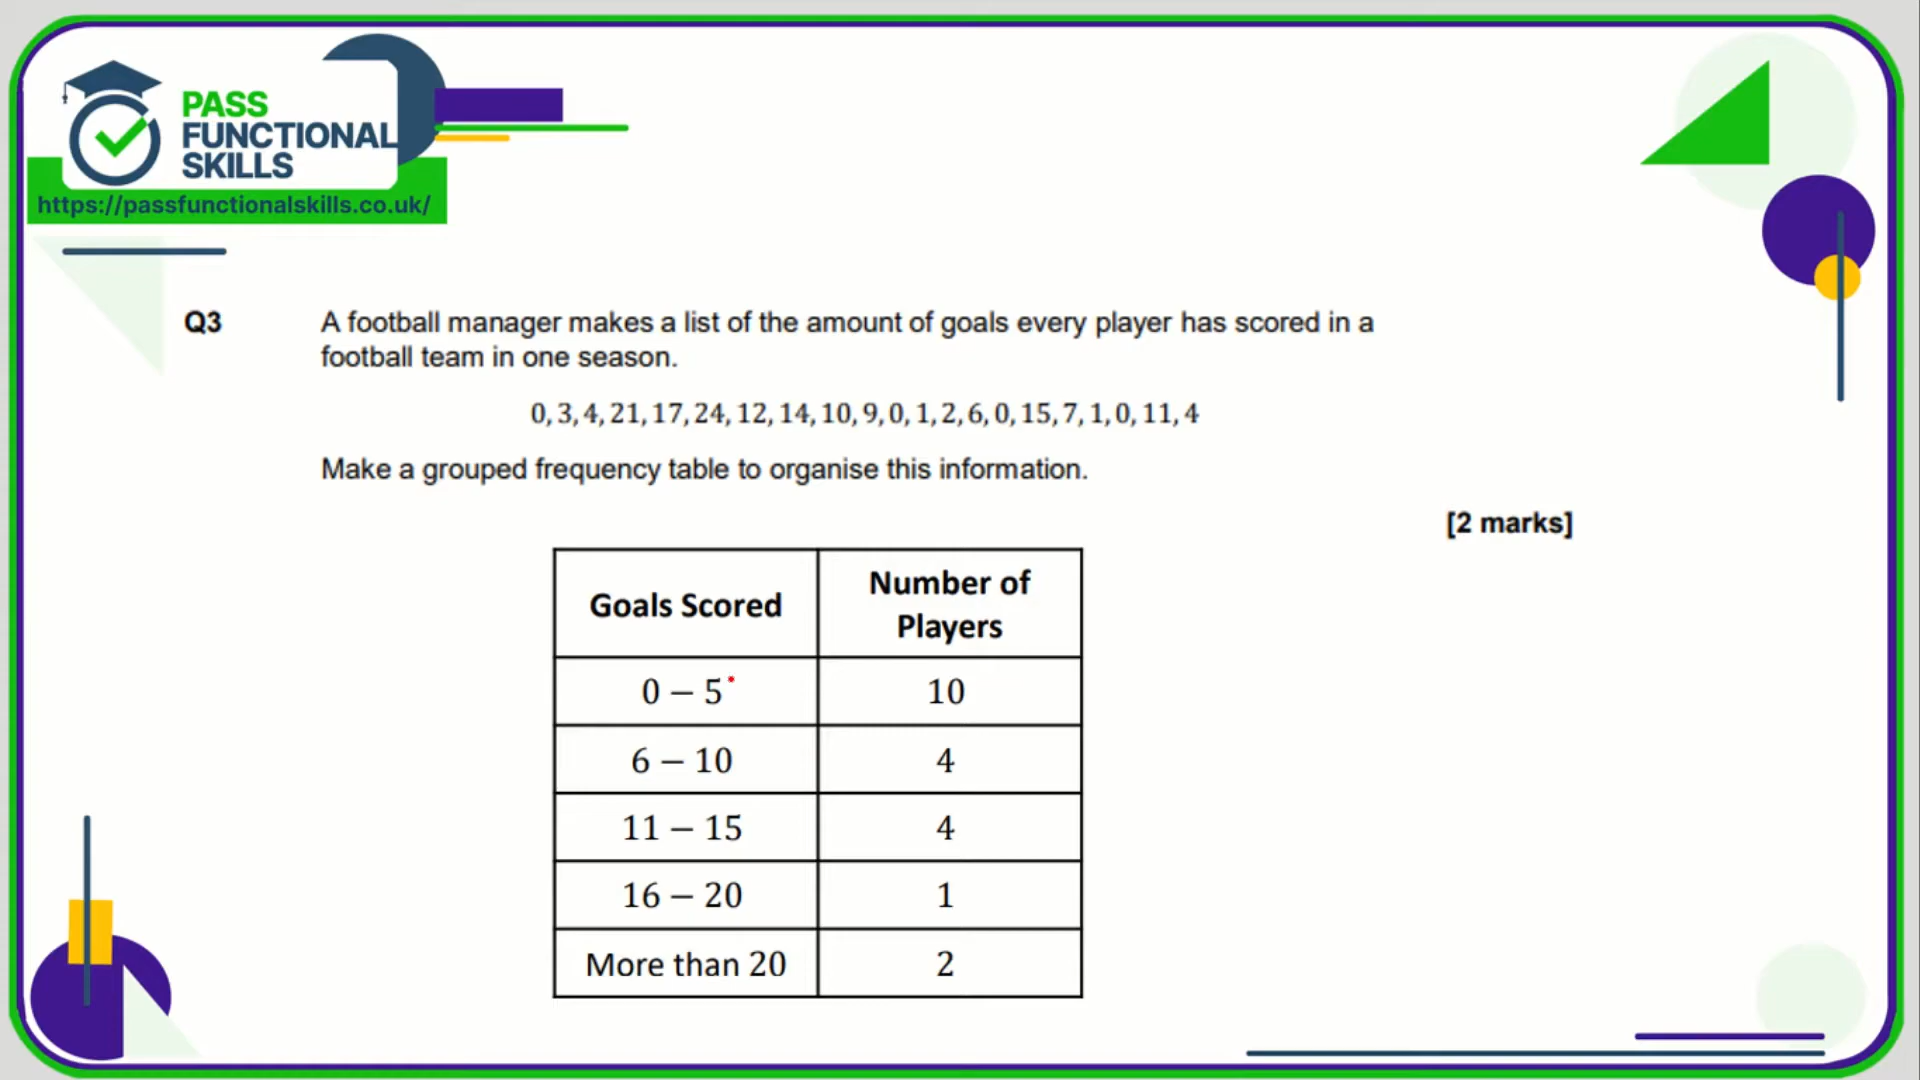 PASS
FUNCTIONAL
SKILLS
https://passfunctionalskills.co.uk/
Q3 A football manager makes a list of the amount of goals every player has scored in a
football team in one season.
0, 3, 4, 21, 17, 24, 12, 14, 10, 9, 0, 1, 2, 6, 0, 15, 7, 1, 0, 11, 4
Make a grouped frequency table to organise this information.
[2 marks]
Goals Scored Number of Players
0 – 5 10
6 – 10 4
11 – 15 4
16 – 20 1
More than 20 2